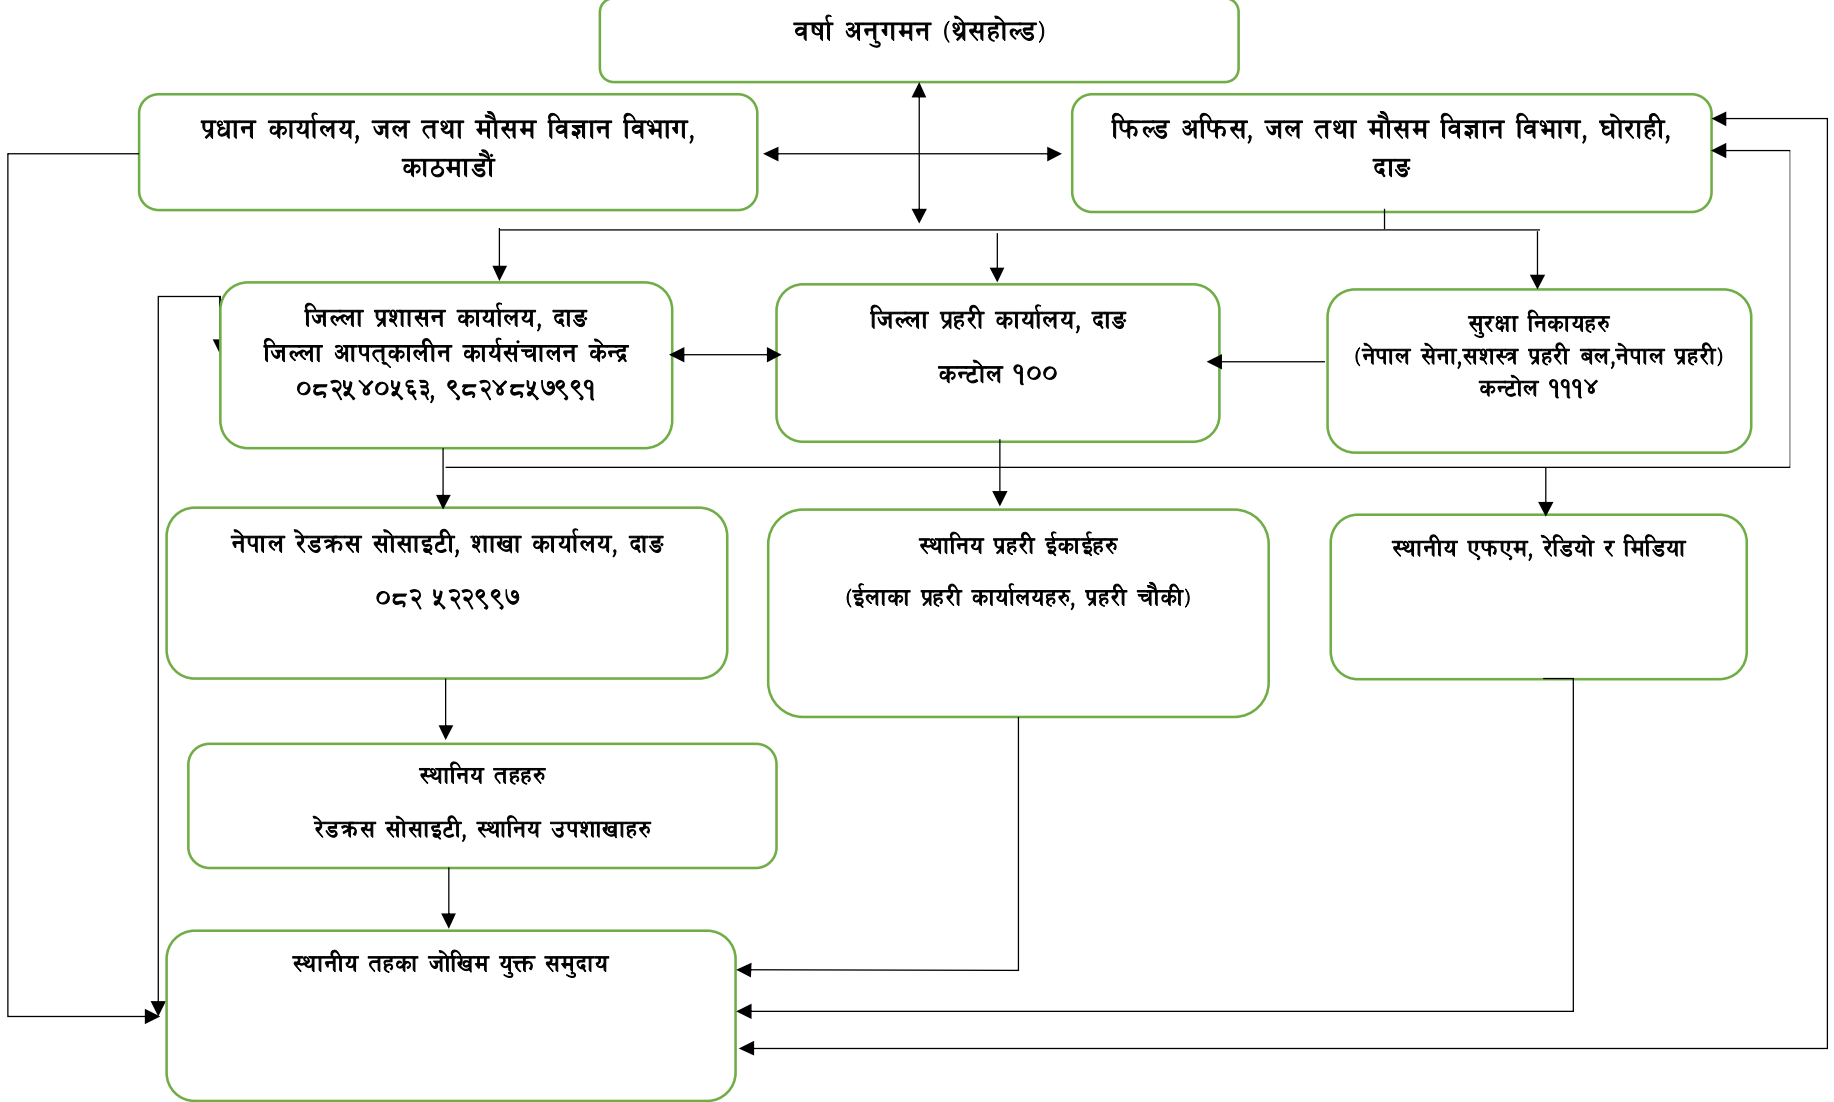 वर्षा अनुगमन (थ्रेसहोल्ड)
प्रधान कार्यालय, जल तथा मौसम विज्ञान विभाग,
काठमाडौं
फिल्ड अफिस, जल तथा मौसम विज्ञान विभाग, घोराही,
दाङ
जिल्ला प्रशासन कार्यालय, दाङ
जिल्ला आपत्कालीन कार्यसंचालन केन्द्र
०८२५४०५६३, ९८२४८५७९९१
जिल्ला प्रहरी कार्यालय, दाङ
कन्टोल १००
सुरक्षा निकायहरु
(नेपाल सेना,सशस्त्र प्रहरी बल,नेपाल प्रहरी)
कन्टोल १११४
नेपाल रेडक्रस सोसाइटी, शाखा कार्यालय, दाङ
०८२ ५२२९९७
स्थानिय प्रहरी ईकाईहरु
(ईलाका प्रहरी कार्यालयहरु, प्रहरी चौकी)
स्थानीय एफएम, रेडियो र मिडिया
स्थानिय तहहरु
रेडक्रस सोसाइटी, स्थानिय उपशाखाहरु
स्थानीय तहका जोखिम युक्त समुदाय